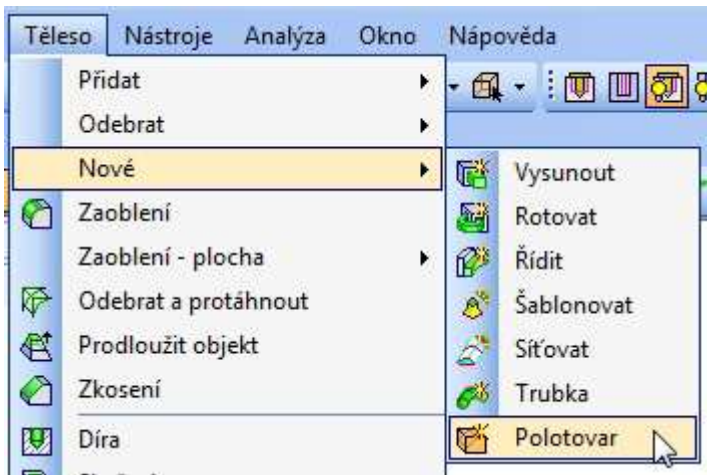 Těleso Nástroje Analýza Okno Nápověda
Přidat
Odebrat
Nové
Zaoblení
Zaoblení - plocha
Odebrat a protáhnout
Prodloužit objekt
Zkosení
Díra
Vysunout
Rotovat
Řídit
Šablonovat
Síťovat
Trubka
Polotovar